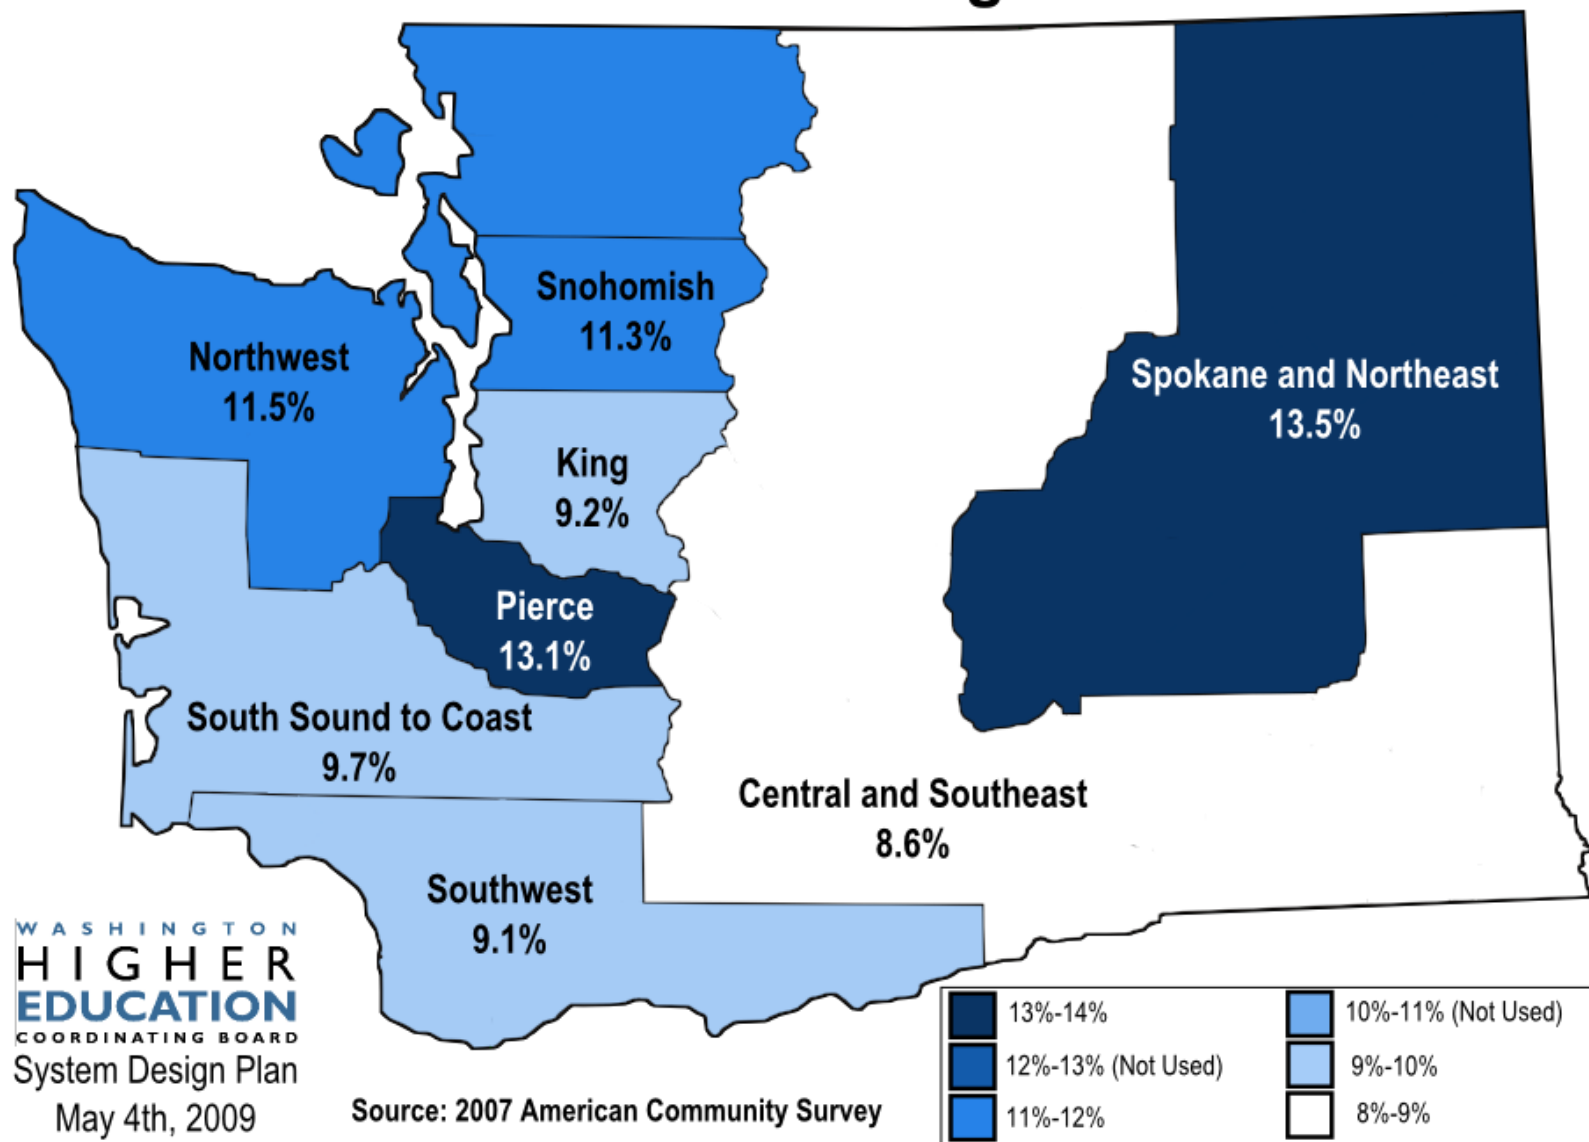 Snohomish
11.3%
Northwest
11.5%
Spokane and Northeast
13.5%
King
9.2%
Pierce
13.1%
South Sound to Coast
9.7%
Central and Southeast
8.6%
Southwest
9.1%
WASHINGTON
HIGHER
EDUCATION
COORDINATING BOARD
System Design Plan
May 4th, 2009
Source: 2007 American Community Survey
13%-14%
12%-13% (Not Used)
11%-12%
10%-11% (Not Used)
9%-10%
8%-9%